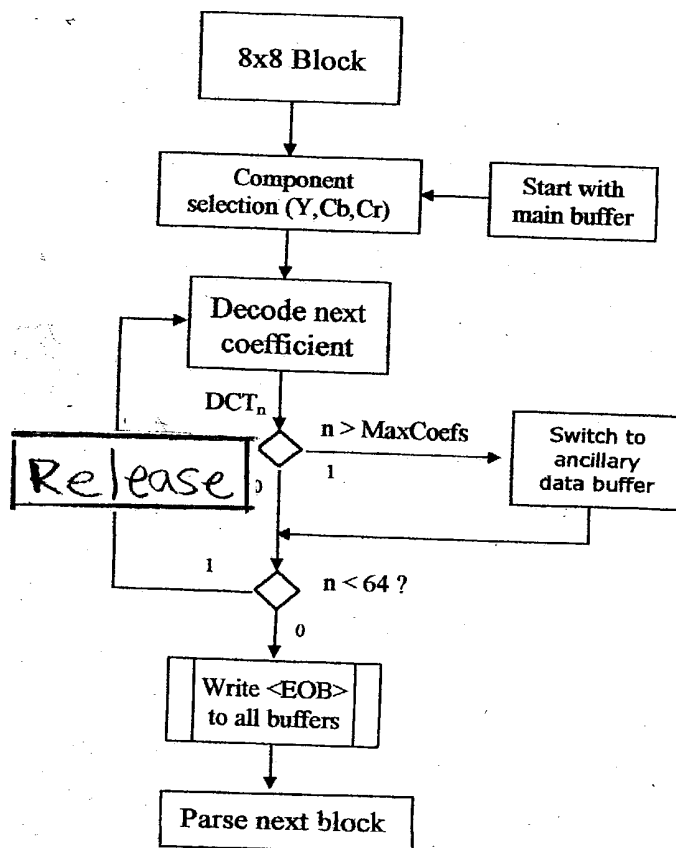 8x8 Block
Component
selection (Y,Cb,Cr)
Start with
main buffer
Decode next
coefficient
DCTn
n > MaxCoefs
Switch to
ancillary
data buffer
Release
0
1
1
n < 64 ?
0
Write <EOB>
to all buffers
Parse next block